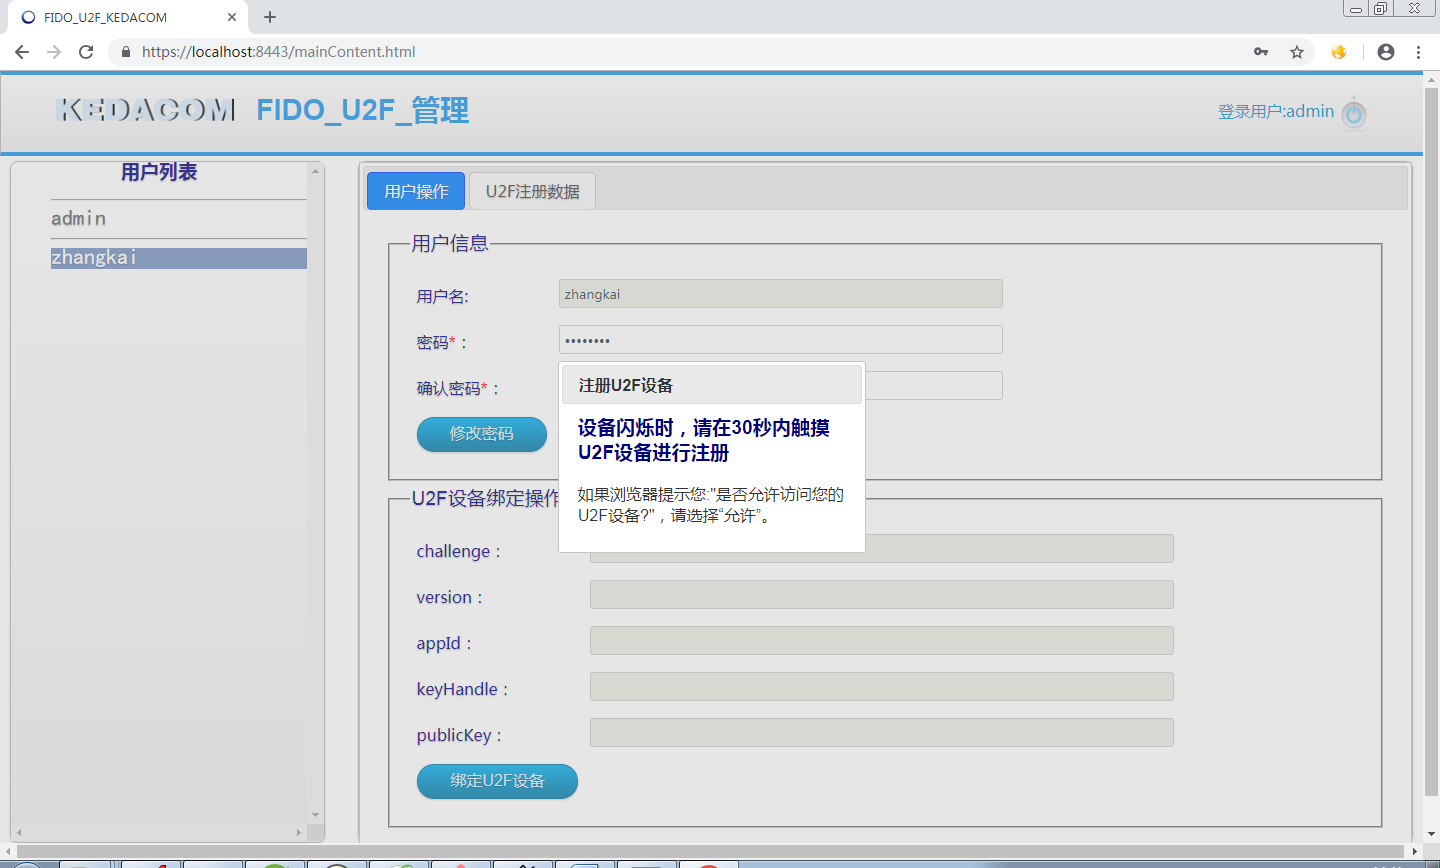 FIDO_U2F_KEDACOM
https://localhost:8443/mainContent.html
KEDACOM FIDO_U2F_管理
登录用户:admin
用户列表
admin
zhangkai
用户操作 U2F注册数据
用户信息
用户名: zhangkai
密码*： ••••••••
确认密码*：
修改密码
注册U2F设备
设备闪烁时，请在30秒内触摸
U2F设备进行注册
如果浏览器提示您:"是否允许访问您的
U2F设备?"，请选择“允许”。
U2F设备绑定操作
challenge：
version：
appId：
keyHandle：
publicKey：
绑定U2F设备